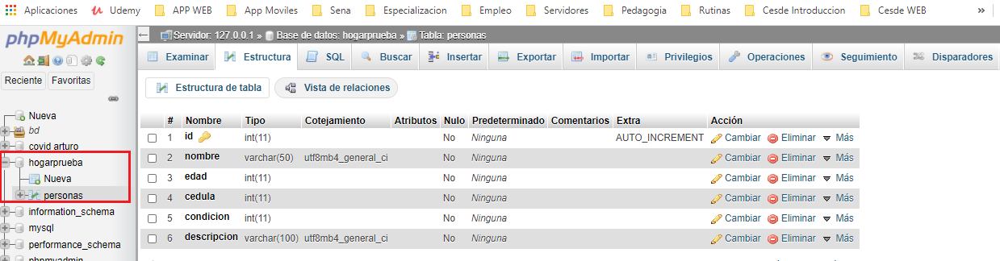 Aplicaciones Udemy APP WEB App Moviles Sena Especializacion Empleo Servidores Pedagogia Rutinas Cesde Introduccion Cesde WEB »
phpMyAdmin
Reciente Favoritas
Nueva
bd
covid arturo
hogarprueba
Nueva
personas
information_schema
mysql
performance_schema
phpmyadmin
Servidor: 127.0.0.1 » Base de datos: hogarprueba » Tabla: personas
Examinar Estructura SQL Buscar Insertar Exportar Importar Privilegios Operaciones Seguimiento Disparadores
Estructura de tabla Vista de relaciones
# Nombre Tipo Cotejamiento Atributos Nulo Predeterminado Comentarios Extra Acción
1 id int(11) No Ninguna AUTO_INCREMENT Cambiar Eliminar Más
2 nombre varchar(50) utf8mb4_general_ci No Ninguna Cambiar Eliminar Más
3 edad int(11) No Ninguna Cambiar Eliminar Más
4 cedula int(11) No Ninguna Cambiar Eliminar Más
5 condicion int(11) No Ninguna Cambiar Eliminar Más
6 descripcion varchar(100) utf8mb4_general_ci No Ninguna Cambiar Eliminar Más